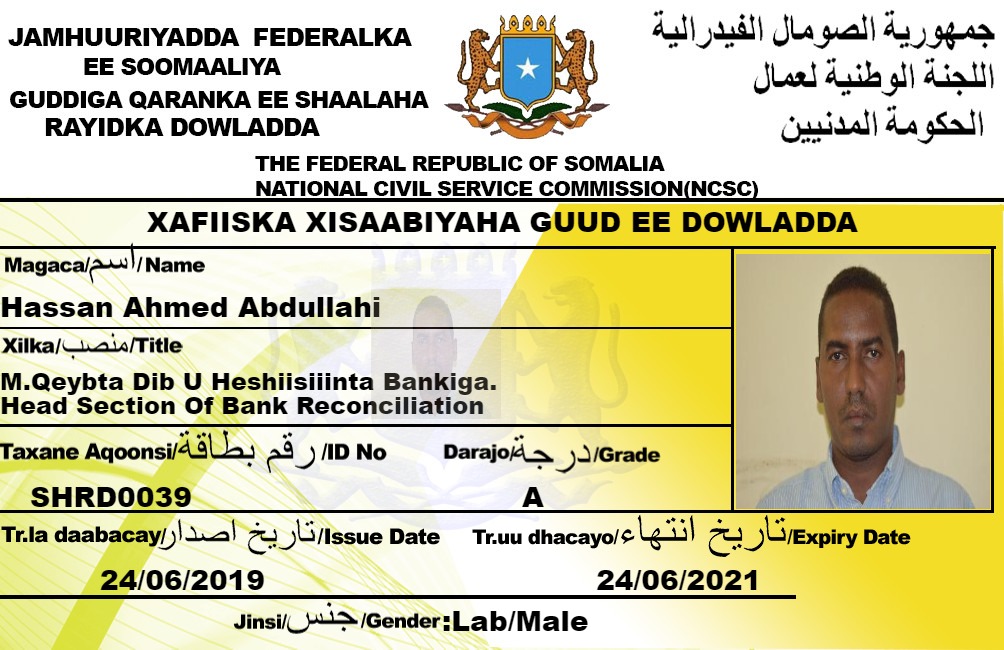 JAMHUURIYADDA FEDERALKA
EE SOOMAALIYA
GUDDIGA QARANKA EE SHAALAHA
RAYIDKA DOWLADDA
جمهورية الصومال الفيدرالية
اللجنة الوطنية لعمال
الحكومة المدنيين
THE FEDERAL REPUBLIC OF SOMALIA
NATIONAL CIVIL SERVICE COMMISSION(NCSC)
XAFIISKA XISAABIYAHA GUUD EE DOWLADDA
Magaca/اسم/Name
Hassan Ahmed Abdullahi
Xilka/منصب/Title
M.Qeybta Dib U Heshiisiiinta Bankiga.
Head Section Of Bank Reconciliation
Taxane Aqoonsi/رقم بطاقة/ID No
Darajo/درجة/Grade
SHRD0039
A
Tr.la daabacay/تاريخ اصدار/Issue Date
Tr.uu dhacayo/تاريخ انتهاء/Expiry Date
24/06/2019
24/06/2021
Jinsi/جنس/Gender:Lab/Male